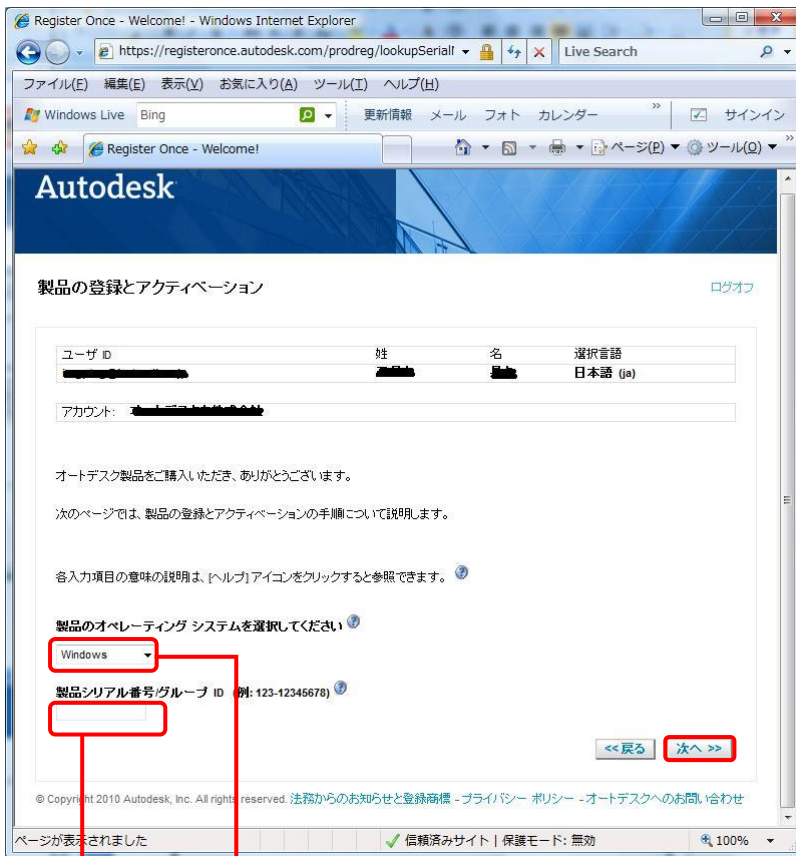 Register Once - Welcome! - Windows Internet Explorer
https://registeronce.autodesk.com/prodreg/lookupSerialI
Live Search
ファイル(F) 編集(E) 表示(V) お気に入り(A) ツール(T) ヘルプ(H)
Windows Live Bing 更新情報 メール フォト カレンダー » サインイン
Register Once - Welcome! ページ(P) ツール(O) »
Autodesk
製品の登録とアクティベーション ログオフ
ユーザ ID 姓 名 選択言語
日本語 (ja)
アカウント:
オートデスク製品をご購入いただき、ありがとうございます。
次のページでは、製品の登録とアクティベーションの手順について説明します。
各入力項目の意味の説明は、[ヘルプ] アイコンをクリックすると参照できます。
製品のオペレーティング システムを選択してください
Windows
製品シリアル番号/グループ ID (例: 123-12345678)
<<戻る 次へ >>
© Copyright 2010 Autodesk, Inc. All rights reserved. 法務からのお知らせと登録商標 - プライバシー ポリシー - オートデスクへのお問い合わせ
ページが表示されました 信頼済みサイト | 保護モード: 無効 100%